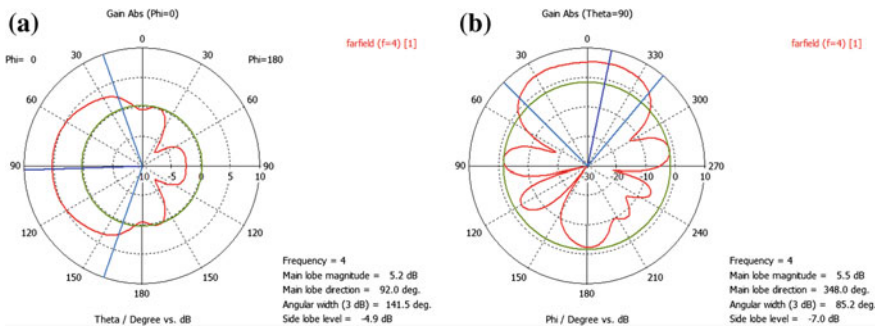 (a)
Gain Abs (Phi=0)
farfield (f=4) [1]
Phi= 0
Phi=180
0
30
30
60
60
90
90
120
120
150
150
180
-10
-5
0
5
10
Frequency = 4
Main lobe magnitude = 5.2 dB
Main lobe direction = 92.0 deg.
Angular width (3 dB) = 141.5 deg.
Side lobe level = -4.9 dB
Theta / Degree vs. dB
(b)
Gain Abs (Theta=90)
farfield (f=4) [1]
0
30
330
60
300
90
270
120
240
150
210
180
-30
-20
-10
0
10
Frequency = 4
Main lobe magnitude = 5.5 dB
Main lobe direction = 348.0 deg.
Angular width (3 dB) = 85.2 deg.
Side lobe level = -7.0 dB
Phi / Degree vs. dB